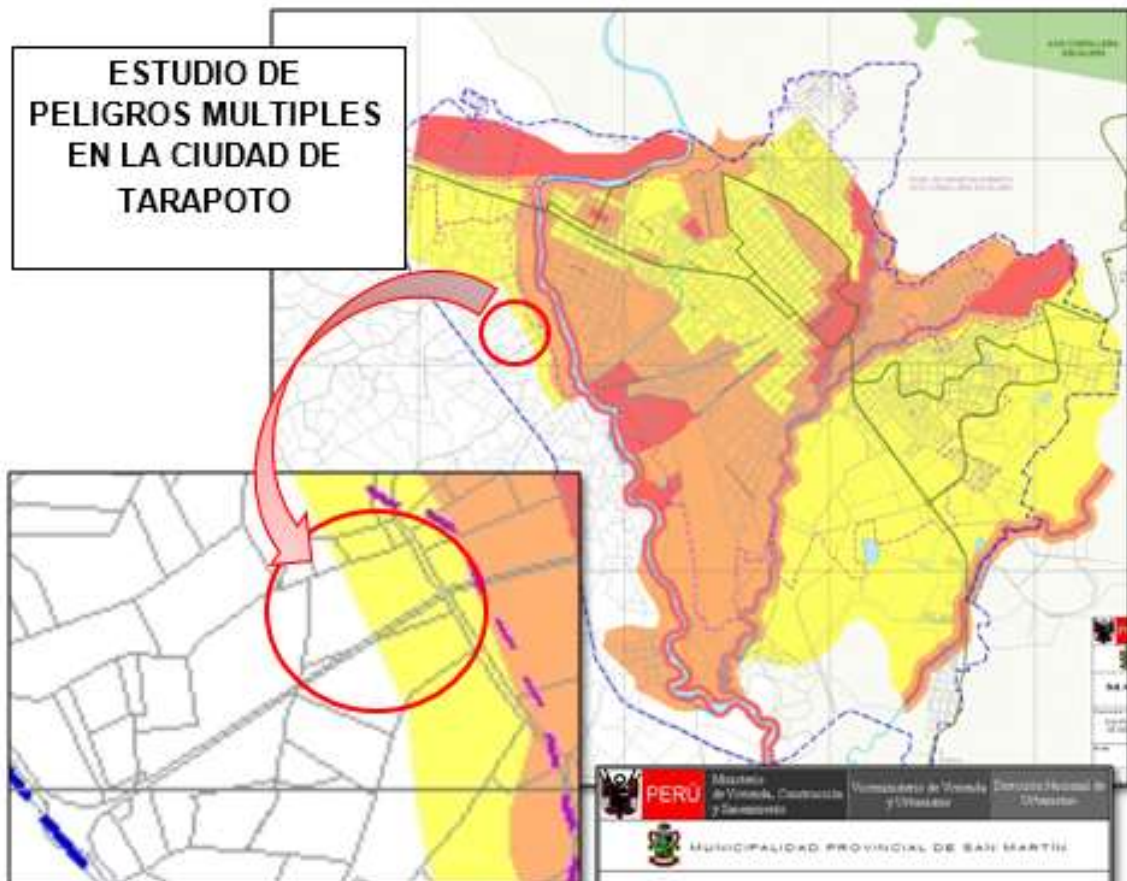 ESTUDIO DE
PELIGROS MULTIPLES
EN LA CIUDAD DE
TARAPOTO
PERÚ
Ministerio
de Vivienda, Construcción
y Saneamiento
Viceministerio de Vivienda
y Urbanismo
Dirección Nacional de
Urbanismo
MUNICIPALIDAD PROVINCIAL DE SAN MARTÍN